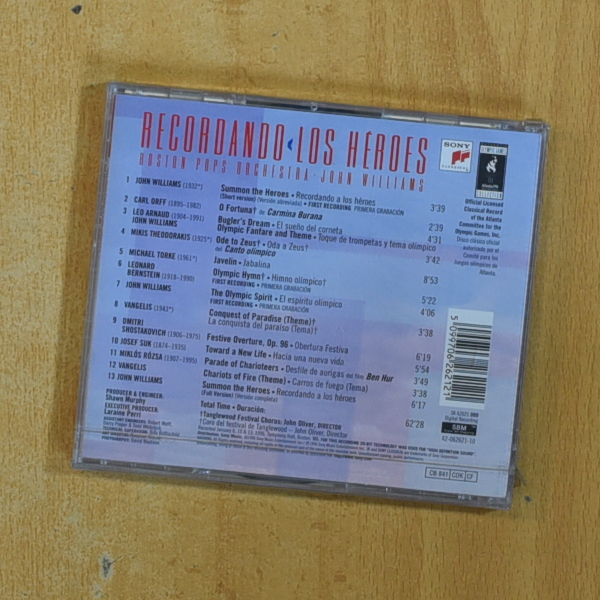 RECORDANDO LOS HÉROES
BOSTON POPS ORCHESTRA · JOHN WILLIAMS
SONY
Official Licensed
Classical Record
of the Atlanta
Committee for the
Olympic Games, Inc.
Disco clásico oficial
autorizado por el
Comité para los
Juegos olímpicos de
Atlanta.
1 JOHN WILLIAMS (1932*) Summon the Heroes • Recordando a los héroes
(Short version) (Versión abreviada) • FIRST RECORDING PRIMERA GRABACIÓN 3'39
2 CARL ORFF (1895–1982) O Fortuna† de Carmina Burana 2'39
3 LEO ARNAUD (1904–1991) Bugler's Dream • El sueño del corneta
JOHN WILLIAMS Olympic Fanfare and Theme • Toque de trompetas y tema olímpico 4'31
4 MIKIS THEODORAKIS (1925*) Ode to Zeus† • Oda a Zeus†
del Canto olímpico 3'42
5 MICHAEL TORKE (1961*) Javelin • Jabalina 8'53
6 LEONARD Olympic Hymn† • Himno olímpico†
BERNSTEIN (1918–1990) FIRST RECORDING • PRIMERA GRABACIÓN 5'22
7 JOHN WILLIAMS The Olympic Spirit • El espíritu olímpico
FIRST RECORDING • PRIMERA GRABACIÓN 4'06
8 VANGELIS (1943*) Conquest of Paradise (Theme)†
La conquista del paraíso (Tema)† 3'38
9 DMITRI
SHOSTAKOVICH (1906–1975) Festive Overture, Op. 96 • Obertura Festiva 6'19
10 JOSEF SUK (1874–1935) Toward a New Life • Hacia una nueva vida 5'54
11 MIKLÓS RÓZSA (1907–1995) Parade of Charioteers • Desfile de aurigas del film Ben Hur 3'49
12 VANGELIS Chariots of Fire (Theme) • Carros de fuego (Tema) 3'38
13 JOHN WILLIAMS Summon the Heroes • Recordando a los héroes
(Full Version) (Versión completa) 6'17
Total Time • Duración: 62'28
PRODUCER & ENGINEER:
Shawn Murphy
EXECUTIVE PRODUCER:
Laraine Perri
†Tanglewood Festival Chorus · John Oliver, DIRECTOR
†Coro del festival de Tanglewood – John Oliver, Director
5 099706 262121
Digital Recording
SBM
42-062621-10
CB 841 CDK CF